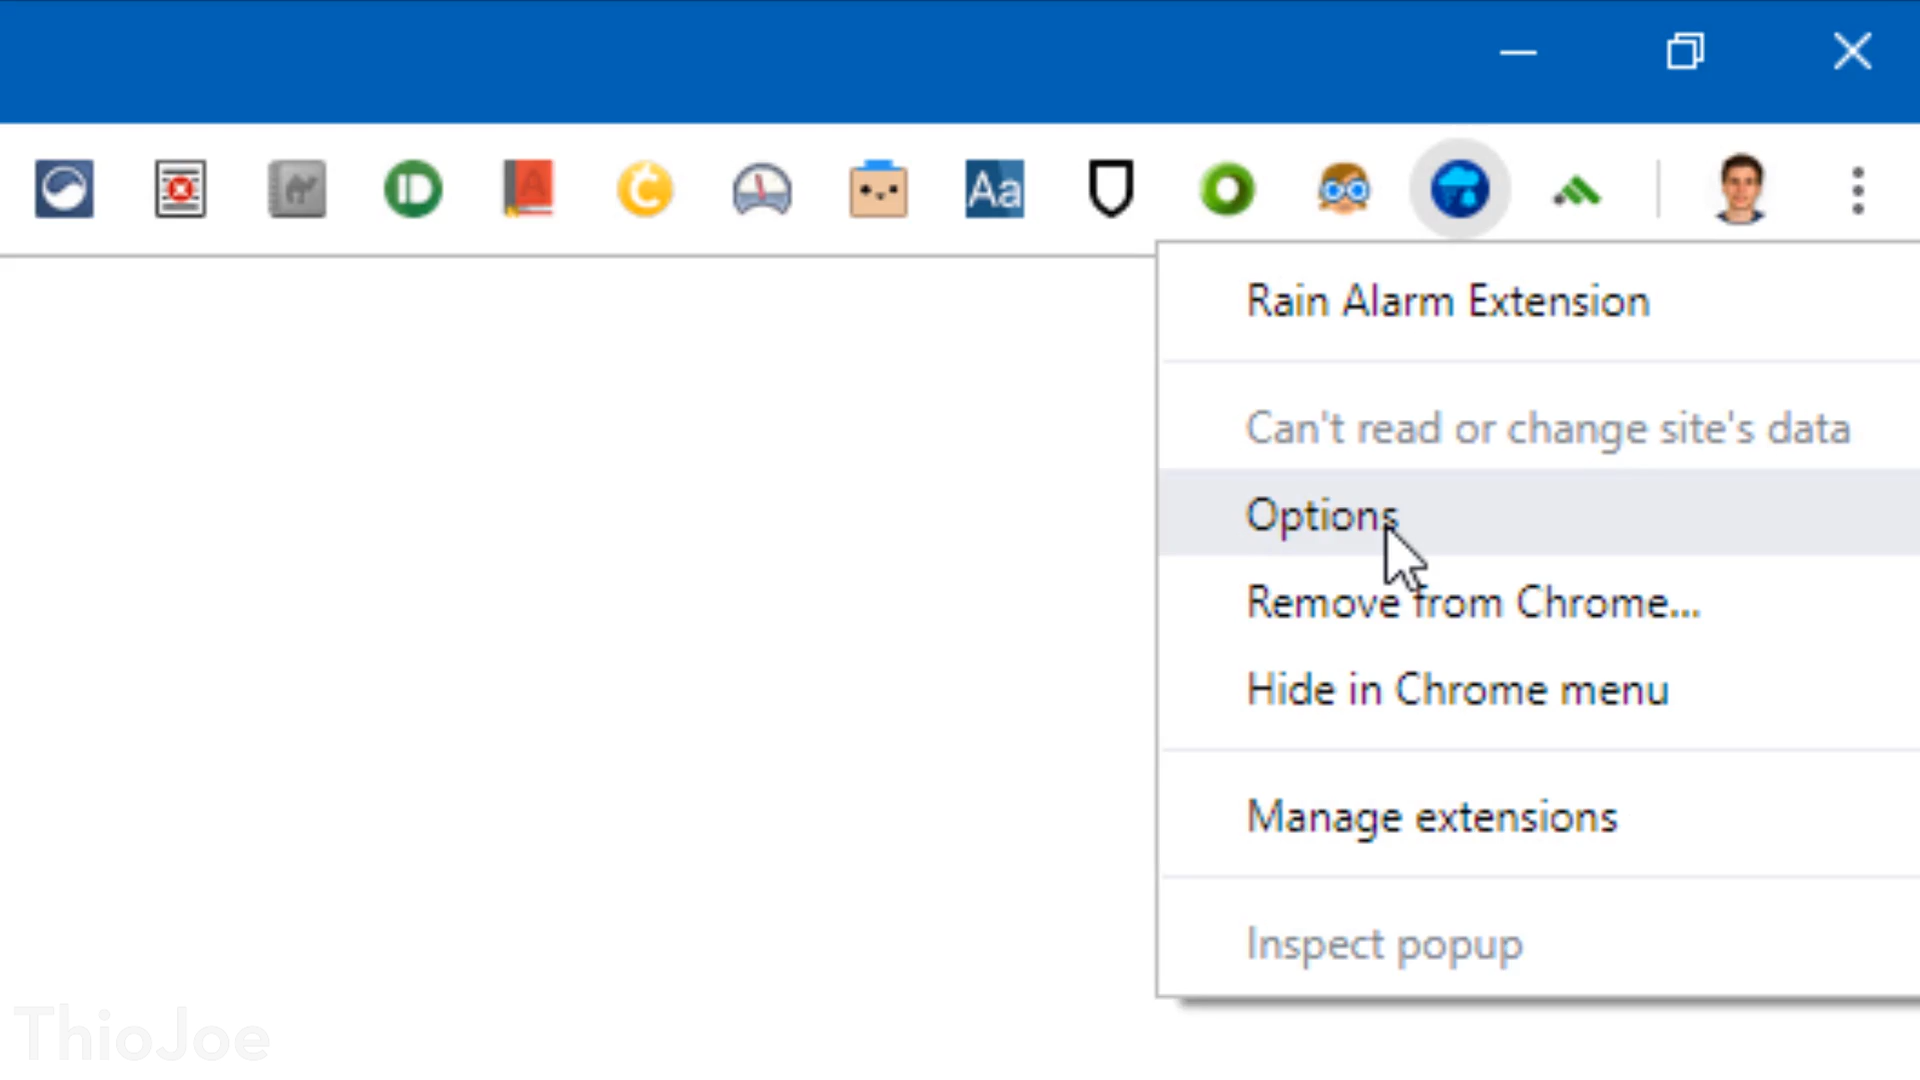 Aa
Rain Alarm Extension
Can't read or change site's data
Options
Remove from Chrome...
Hide in Chrome menu
Manage extensions
Inspect popup
ThioJoe